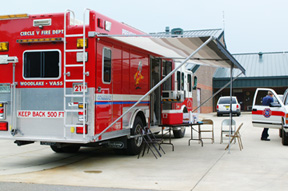 CIRCLE V FIRE DEPT
WOODLAKE - VASS
21
KEEP BACK 500 FT